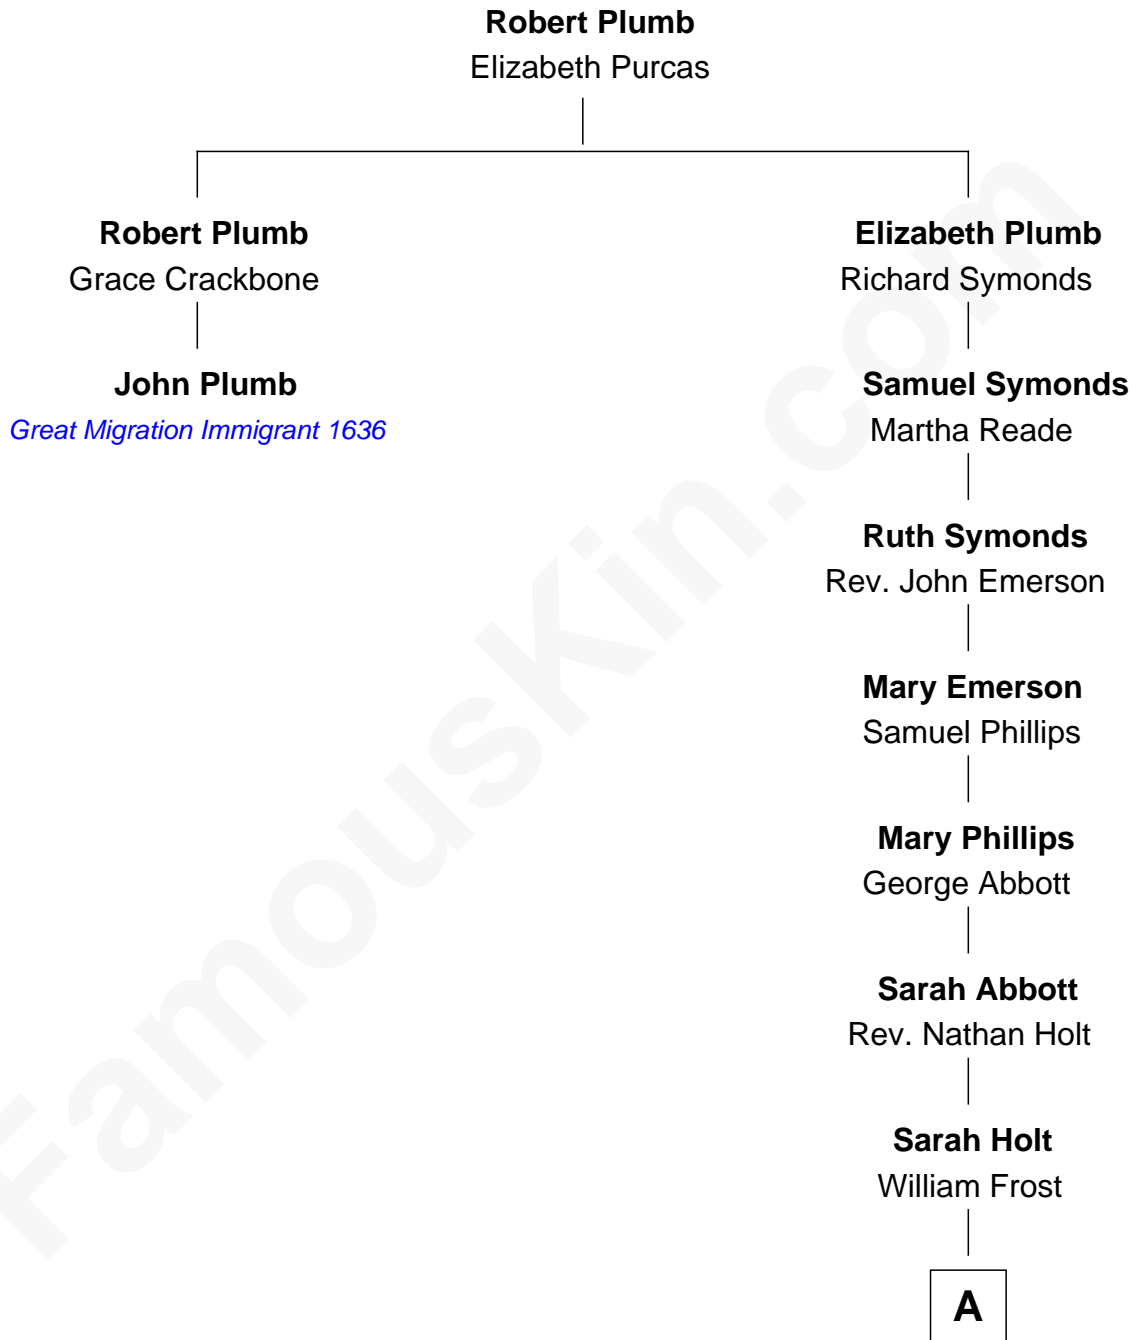 Robert Plumb
Elizabeth Purcas
Robert Plumb
Grace Crackbone
John Plumb
Great Migration Immigrant 1636
Elizabeth Plumb
Richard Symonds
Samuel Symonds
Martha Reade
Ruth Symonds
Rev. John Emerson
Mary Emerson
Samuel Phillips
Mary Phillips
George Abbott
Sarah Abbott
Rev. Nathan Holt
Sarah Holt
William Frost
A
FamousKin.com